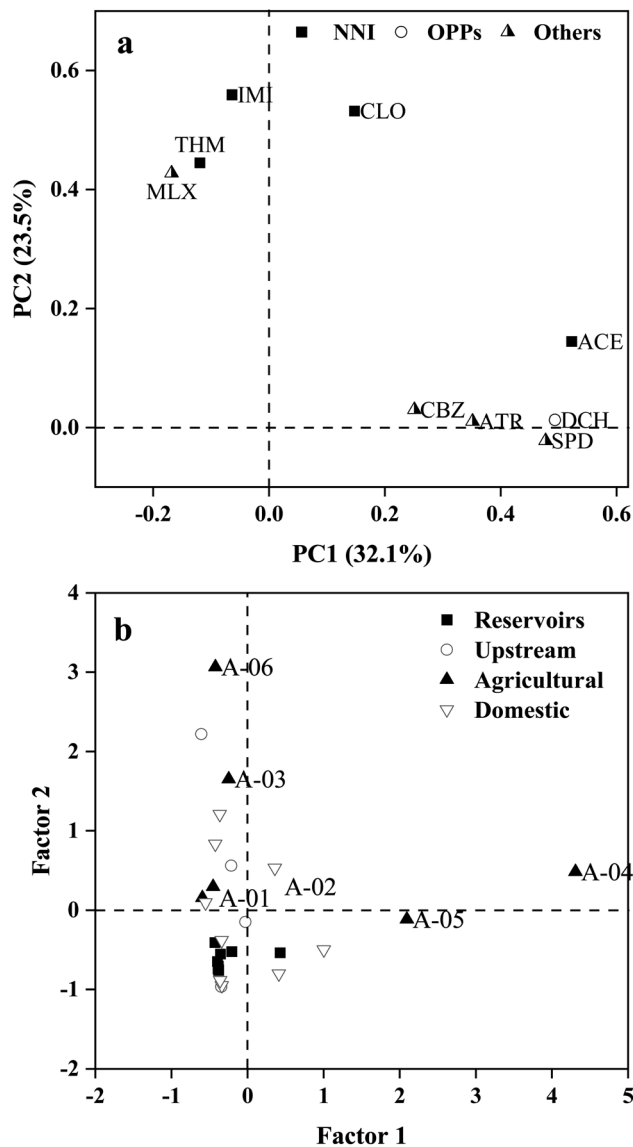 a
NNI OPPs Others
IMI
CLO
THM
MLX
ACE
CBZ
ATR
DCH
SPD
0.6
0.4
0.2
0.0
PC2 (23.5%)
-0.2 0.0 0.2 0.4 0.6
PC1 (32.1%)
b
Reservoirs
Upstream
Agricultural
Domestic
A-06
A-03
A-02
A-04
A-01
A-05
4
3
2
1
0
-1
-2
Factor 2
-2 -1 0 1 2 3 4 5
Factor 1